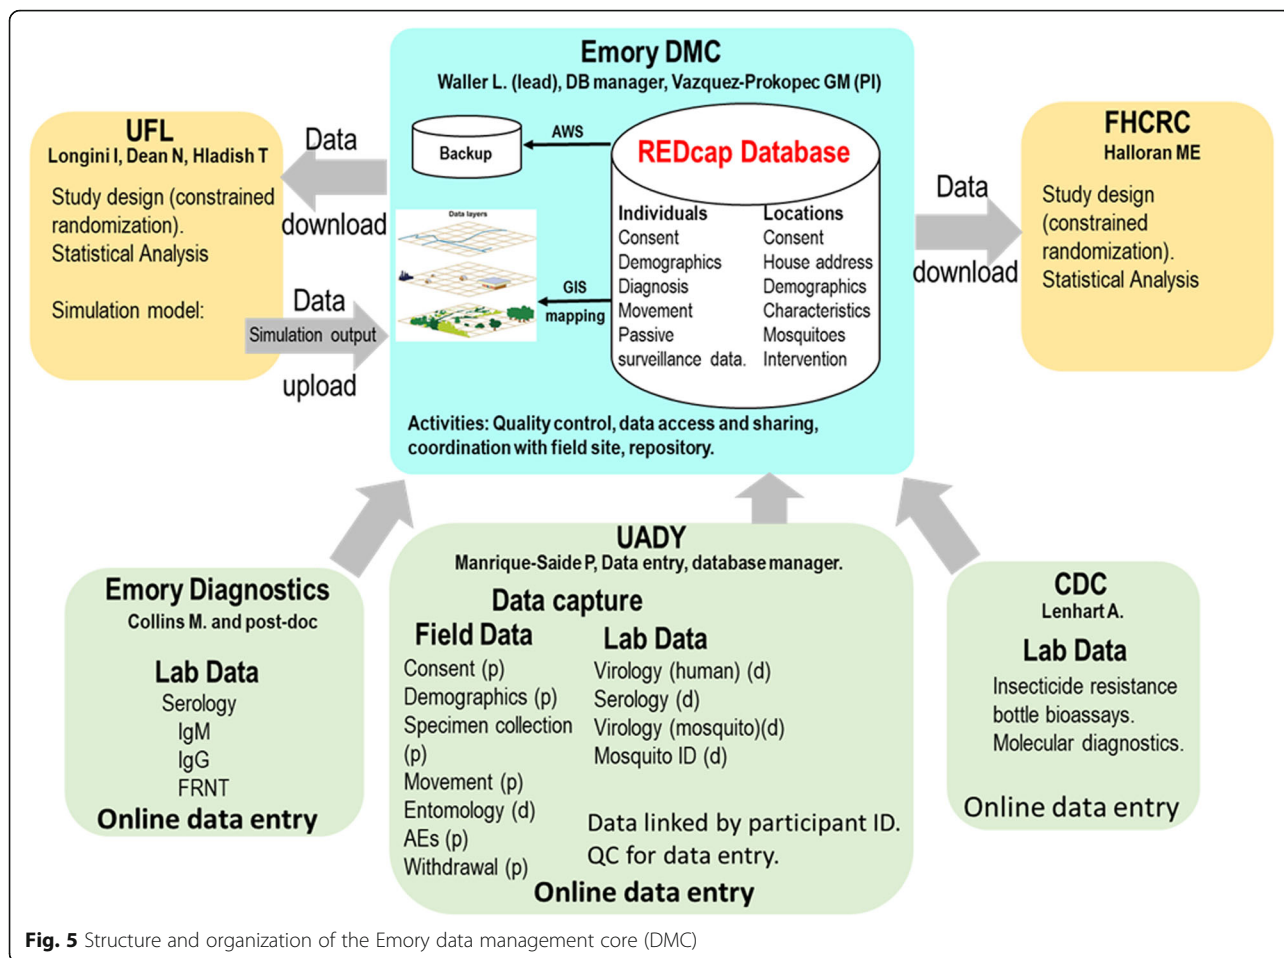 Emory DMC
Waller L. (lead), DB manager, Vazquez-Prokopec GM (PI)
AWS
Backup
REDcap Database
Data layers
GIS
mapping
Individuals
Consent
Demographics
Diagnosis
Movement
Passive
surveillance data.
Locations
Consent
House address
Demographics
Characteristics
Mosquitoes
Intervention
Activities: Quality control, data access and sharing,
coordination with field site, repository.
UFL
Longini I, Dean N, Hladish T
Study design (constrained
randomization).
Statistical Analysis
Simulation model:
Data
download
Data
Simulation output
upload
Data
download
FHCRC
Halloran ME
Study design
(constrained
randomization).
Statistical Analysis
Emory Diagnostics
Collins M. and post-doc
Lab Data
Serology
IgM
IgG
FRNT
Online data entry
UADY
Manrique-Saide P, Data entry, database manager.
Data capture
Field Data
Consent (p)
Demographics (p)
Specimen collection
(p)
Movement (p)
Entomology (d)
AEs (p)
Withdrawal (p)
Lab Data
Virology (human) (d)
Serology (d)
Virology (mosquito)(d)
Mosquito ID (d)
Data linked by participant ID.
QC for data entry.
Online data entry
CDC
Lenhart A.
Lab Data
Insecticide resistance
bottle bioassays.
Molecular diagnostics.
Online data entry
Fig. 5 Structure and organization of the Emory data management core (DMC)